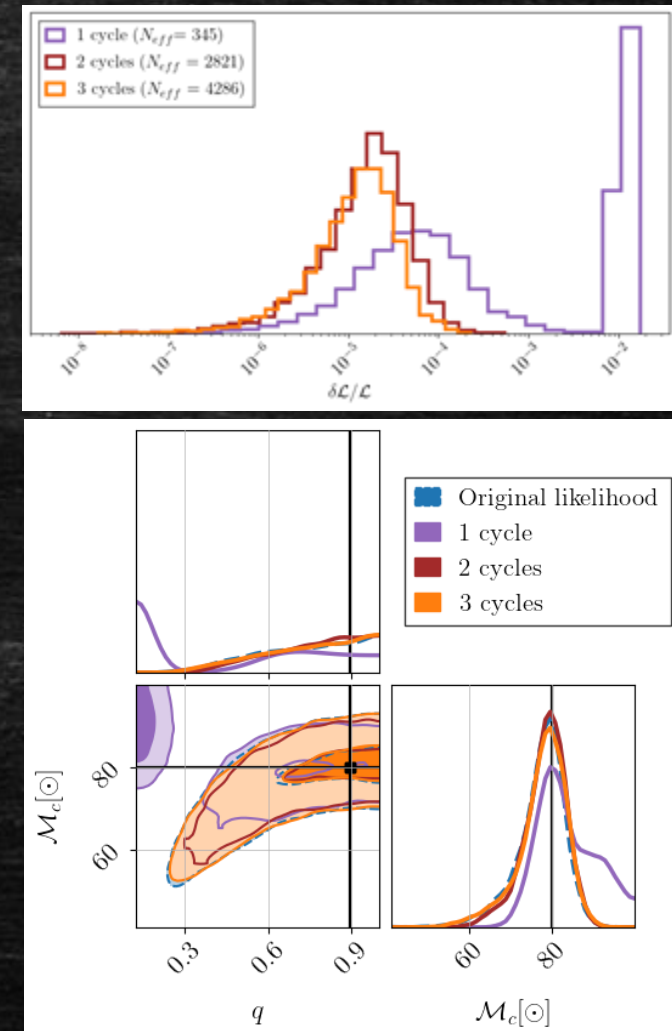 1 cycle (N_eff = 345)
2 cycles (N_eff = 2821)
3 cycles (N_eff = 4286)
10⁻⁸ 10⁻⁷ 10⁻⁶ 10⁻⁵ 10⁻⁴ 10⁻³ 10⁻²
δℒ/ℒ
Original likelihood
1 cycle
2 cycles
3 cycles
ℳ_c[⊙]
80
60
0.3 0.6 0.9
60 80
q
ℳ_c[⊙]